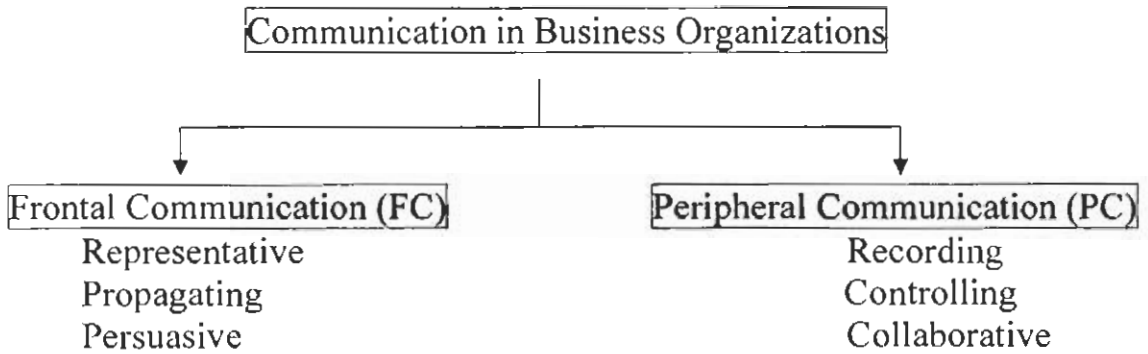 Communication in Business Organizations
Frontal Communication (FC)
Representative
Propagating
Persuasive
Peripheral Communication (PC)
Recording
Controlling
Collaborative